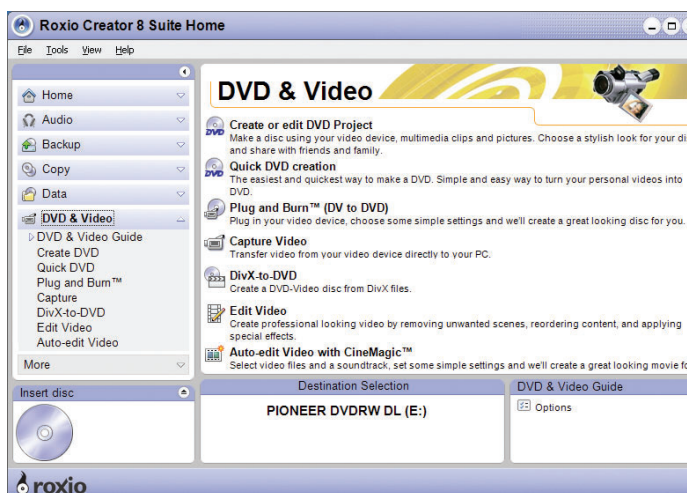 Roxio Creator 8 Suite Home
File Tools View Help
Home
Audio
Backup
Copy
Data
DVD & Video
DVD & Video Guide
Create DVD
Quick DVD
Plug and Burn™
Capture
DivX-to-DVD
Edit Video
Auto-edit Video
More
Insert disc
DVD & Video
DVD
Create or edit DVD Project
Make a disc using your video device, multimedia clips and pictures. Choose a stylish look for your di
and share with friends and family.
DVD
Quick DVD creation
The easiest and quickest way to make a DVD. Simple and easy way to turn your personal videos into
DVD.
Plug and Burn™ (DV to DVD)
Plug in your video device, choose some simple settings and we'll create a great looking disc for you.
Capture Video
Transfer video from your video device directly to your PC.
DivX-to-DVD
Create a DVD-Video disc from DivX files.
Edit Video
Create professional looking video by removing unwanted scenes, reordering content, and applying
special effects.
Auto-edit Video with CineMagic™
Select video files and a soundtrack, set some simple settings and we'll create a great looking movie fo
Destination Selection
PIONEER DVDRW DL (E:)
DVD & Video Guide
Options
roxio